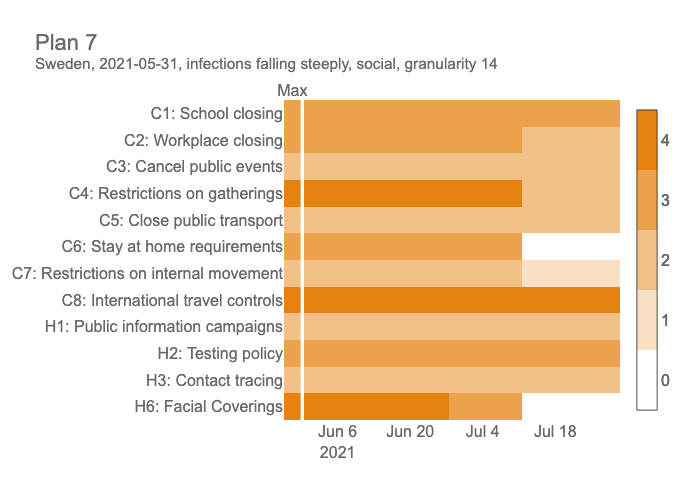 Plan 7
Sweden, 2021-05-31, infections falling steeply, social, granularity 14
Max
C1: School closing
C2: Workplace closing
C3: Cancel public events
C4: Restrictions on gatherings
C5: Close public transport
C6: Stay at home requirements
C7: Restrictions on internal movement
C8: International travel controls
H1: Public information campaigns
H2: Testing policy
H3: Contact tracing
H6: Facial Coverings
Jun 6 Jun 20 Jul 4 Jul 18
2021
4
3
2
1
0